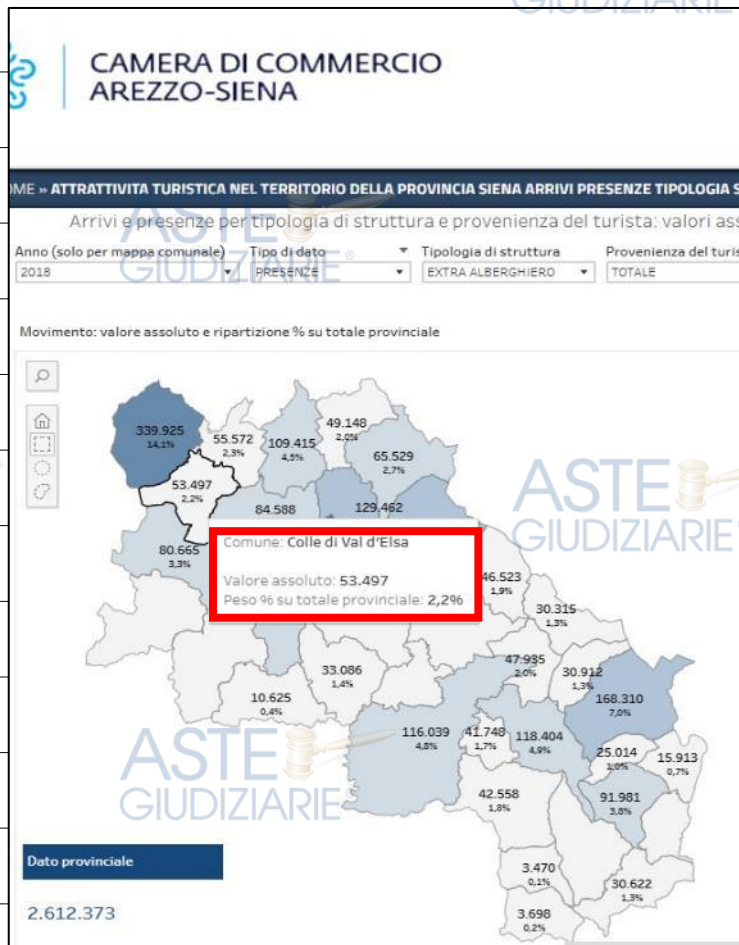 GIUDIZIARIE
CAMERA DI COMMERCIO
AREZZO-SIENA
OME » ATTRATTIVITA TURISTICA NEL TERRITORIO DELLA PROVINCIA SIENA ARRIVI PRESENZE TIPOLOGIA S
Arrivi e presenze per tipologia di struttura e provenienza del turista: valori ass
Anno (solo per mappa comunale) Tipo di dato Tipologia di struttura Provenienza del turis
2018 PRESENZE EXTRA ALBERGHIERO TOTALE
ASTE
GIUDIZIARIE®
Movimento: valore assoluto e ripartizione % su totale provinciale
339.925
14,1%
55.572
2,3%
109.415
4,5%
49.148
2,0%
65.529
2,7%
53.497
2,2%
84.588
129.462
ASTE
GIUDIZIARIE®
80.665
3,3%
Comune: Colle di Val d'Elsa
Valore assoluto: 53.497
Peso % su totale provinciale: 2,2%
46.523
1,9%
30.315
1,3%
33.086
1,4%
47.935
2,0%
30.912
1,3%
168.310
7,0%
10.625
0,4%
116.039
4,8%
41.748
1,7%
118.404
4,9%
25.014
1,0%
15.913
0,7%
ASTE
GIUDIZIARIE
42.558
1,8%
91.981
3,8%
Dato provinciale
2.612.373
3.470
0,1%
30.622
1,3%
3.698
0,2%